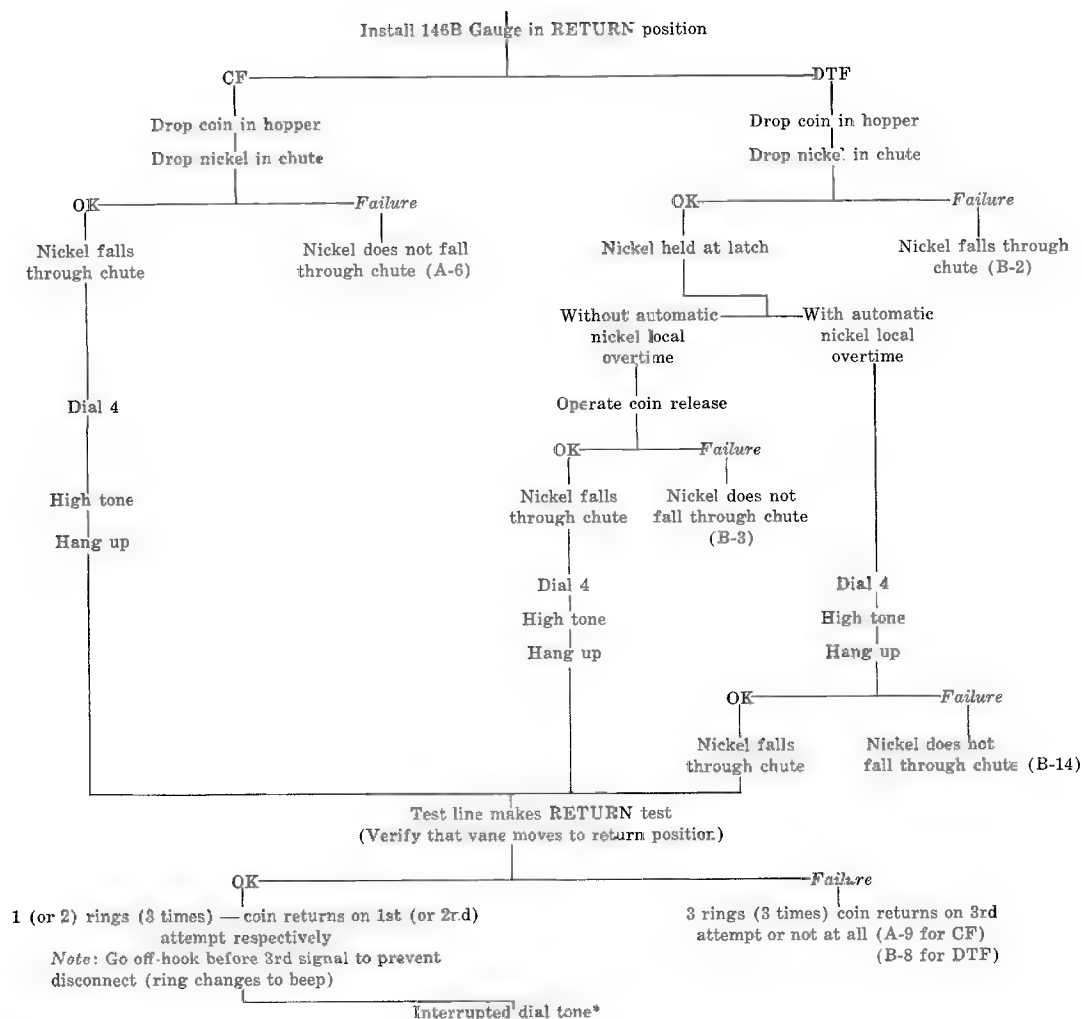 Install 146B Gauge in RETURN position
CF
DTF
Drop coin in hopper
Drop nickel in chute
Drop coin in hopper
Drop nickel in chute
OK
Failure
Nickel falls
through chute
Nickel does not fall
through chute (A-6)
OK
Failure
Nickel held at latch
Nickel falls through
chute (B-2)
Without automatic
nickel local
overtime
With automatic
nickel local
overtime
Dial 4
High tone
Hang up
Operate coin release
OK
Failure
Nickel falls
through chute
Nickel does not
fall through chute
(B-3)
Dial 4
High tone
Hang up
Dial 4
High tone
Hang up
OK
Failure
Nickel falls
through chute
Nickel does not
fall through chute (B-14)
Test line makes RETURN test
(Verify that vane moves to return position.)
OK
Failure
1 (or 2) rings (3 times) — coin returns on 1st (or 2r.d)
attempt respectively
Note: Go off-hook before 3rd signal to prevent
disconnect (ring changes to beep)
3 rings (3 times) coin returns on 3rd
attempt or not at all (A-9 for CF)
(B-8 for DTF)
Interrupted dial tone*